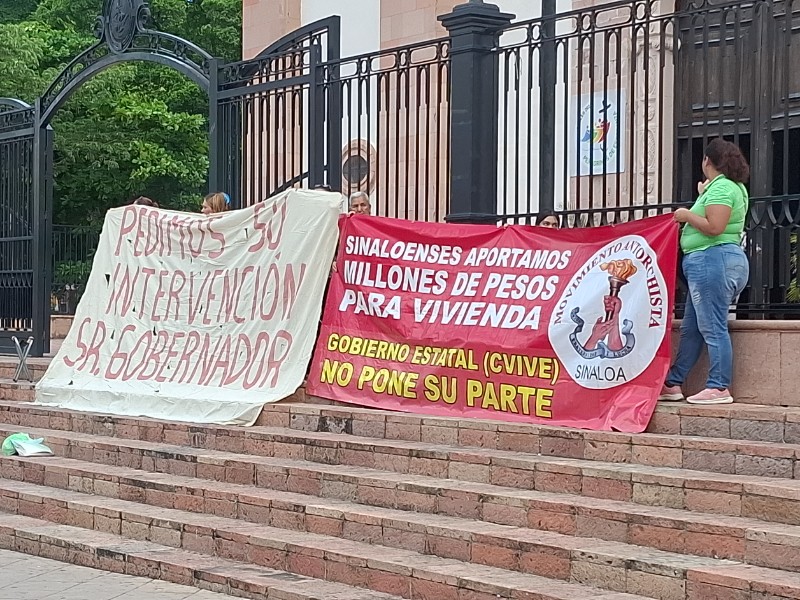 PEDIMOS SU
INTERVENCIÓN
SR. GOBERNADOR
SINALOENSES APORTAMOS
MILLONES DE PESOS
PARA VIVIENDA
GOBIERNO ESTATAL (CVIVE)
NO PONE SU PARTE
MOVIMIENTO ANTORCHISTA
SINALOA